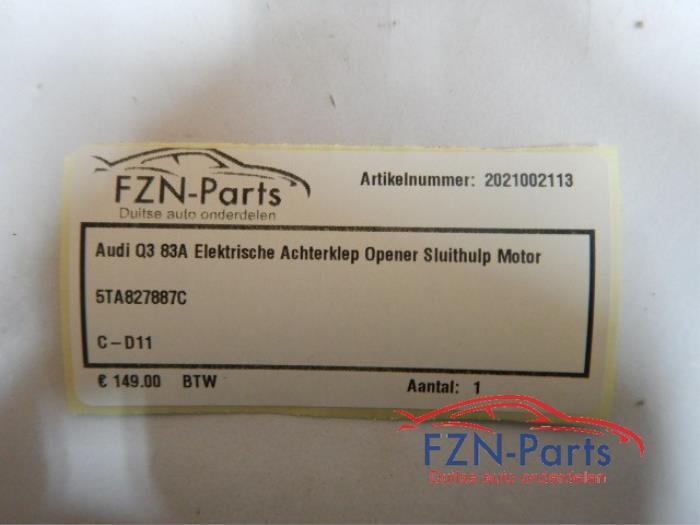 FZN-Parts
Duitse auto onderdelen
Artikelnummer: 2021002113
Audi Q3 83A Elektrische Achterklep Opener Sluithulp Motor
5TA827887C
C-D11
€ 149.00 BTW
Aantal: 1
FZN-Parts
Duitse auto onderdelen